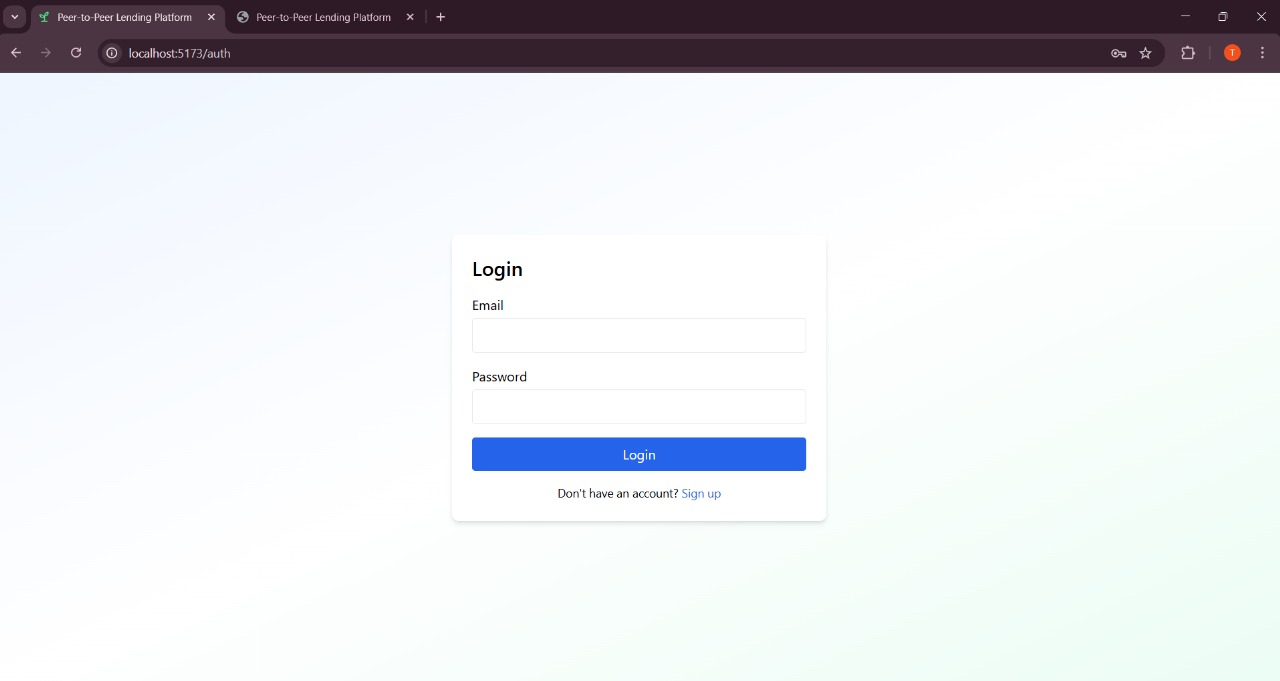 Peer-to-Peer Lending Platform
Peer-to-Peer Lending Platform
localhost:5173/auth
T
Login
Email
Password
Login
Don't have an account? Sign up